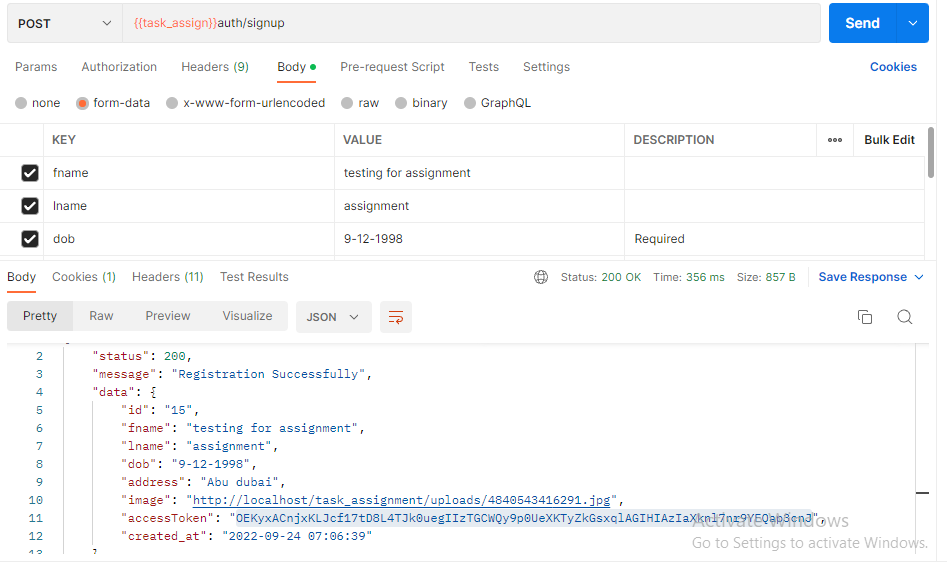 POST {{task_assign}}auth/signup Send
Params Authorization Headers (9) Body Pre-request Script Tests Settings Cookies
none form-data x-www-form-urlencoded raw binary GraphQL
KEY VALUE DESCRIPTION ••• Bulk Edit
fname testing for assignment
lname assignment
dob 9-12-1998 Required
Body Cookies (1) Headers (11) Test Results Status: 200 OK Time: 356 ms Size: 857 B Save Response
Pretty Raw Preview Visualize JSON
2 "status": 200,
3 "message": "Registration Successfully",
4 "data": {
5 "id": "15",
6 "fname": "testing for assignment",
7 "lname": "assignment",
8 "dob": "9-12-1998",
9 "address": "Abu dubai",
10 "image": "http://localhost/task_assignment/uploads/4840543416291.jpg",
11 "accessToken":
12 "created_at": "2022-09-24 07:06:39"
13 }
Activate Windows
Go to Settings to activate Windows.